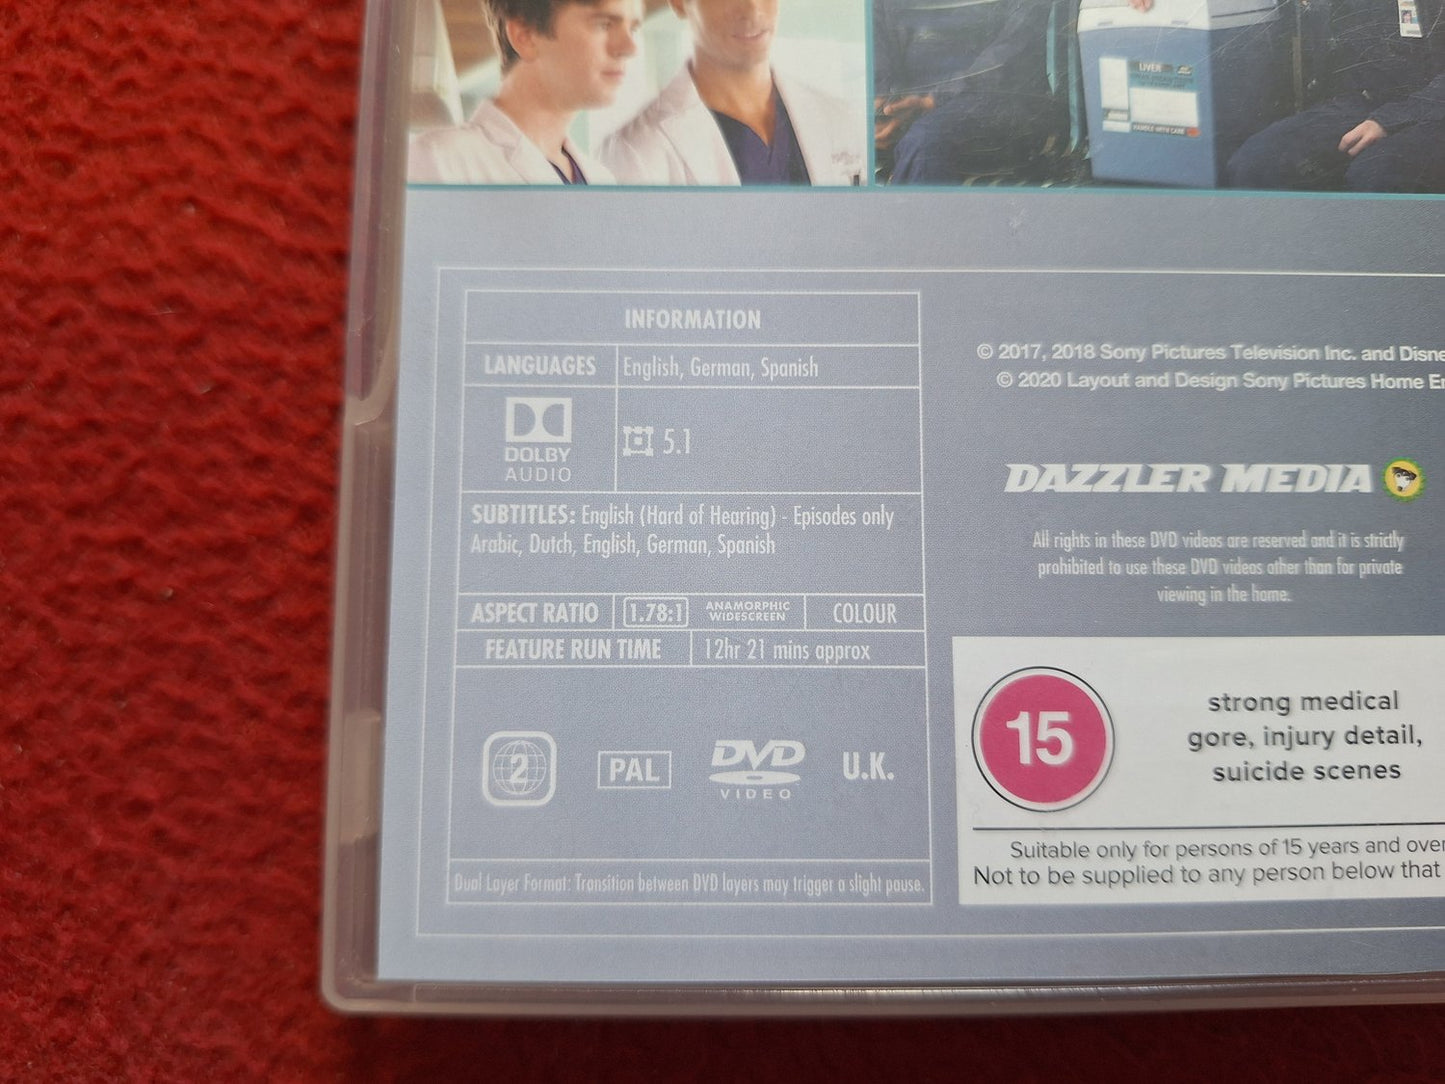 LIVER
HANDLE WITH CARE
INFORMATION
LANGUAGES English, German, Spanish
DOLBY
AUDIO
5.1
SUBTITLES: English (Hard of Hearing) - Episodes only
Arabic, Dutch, English, German, Spanish
ASPECT RATIO 1.78:1 ANAMORPHIC
WIDESCREEN COLOUR
FEATURE RUN TIME 12hr 21 mins approx
2 PAL DVD
VIDEO U.K.
Dual Layer Format: Transition between DVD layers may trigger a slight pause.
© 2017, 2018 Sony Pictures Television Inc. and Disne
© 2020 Layout and Design Sony Pictures Home En
DAZZLER MEDIA
All rights in these DVD videos are reserved and it is strictly
prohibited to use these DVD videos other than for private
viewing in the home.
15
strong medical
gore, injury detail,
suicide scenes
Suitable only for persons of 15 years and over
Not to be supplied to any person below that